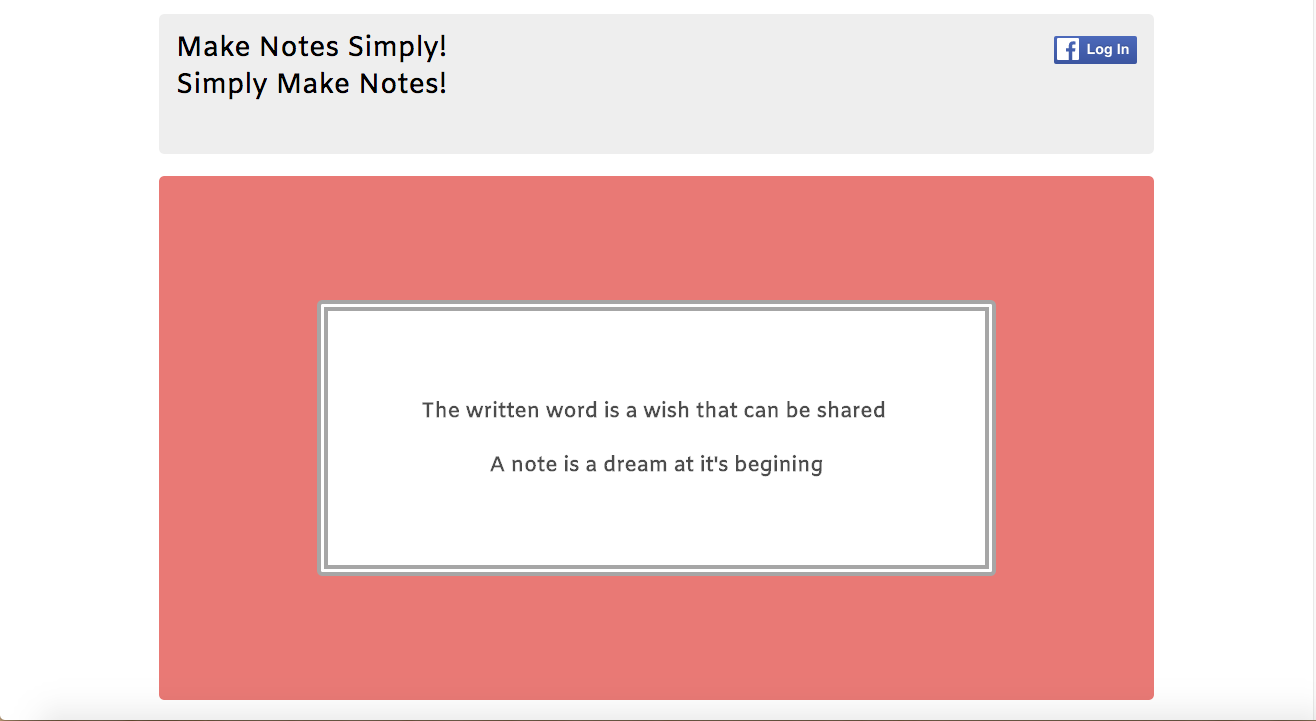 Make Notes Simply!
Simply Make Notes!
Log In
The written word is a wish that can be shared
A note is a dream at it's begining